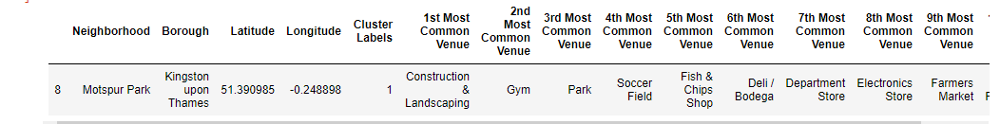 Neighborhood Borough Latitude Longitude Cluster Labels 1st Most Common Venue 2nd Most Common Venue 3rd Most Common Venue 4th Most Common Venue 5th Most Common Venue 6th Most Common Venue 7th Most Common Venue 8th Most Common Venue 9th Most Common Venue
8 Motspur Park Kingston upon Thames 51.390985 -0.248898 1 Construction & Landscaping Gym Park Soccer Field Fish & Chips Shop Deli / Bodega Department Store Electronics Store Farmers Market